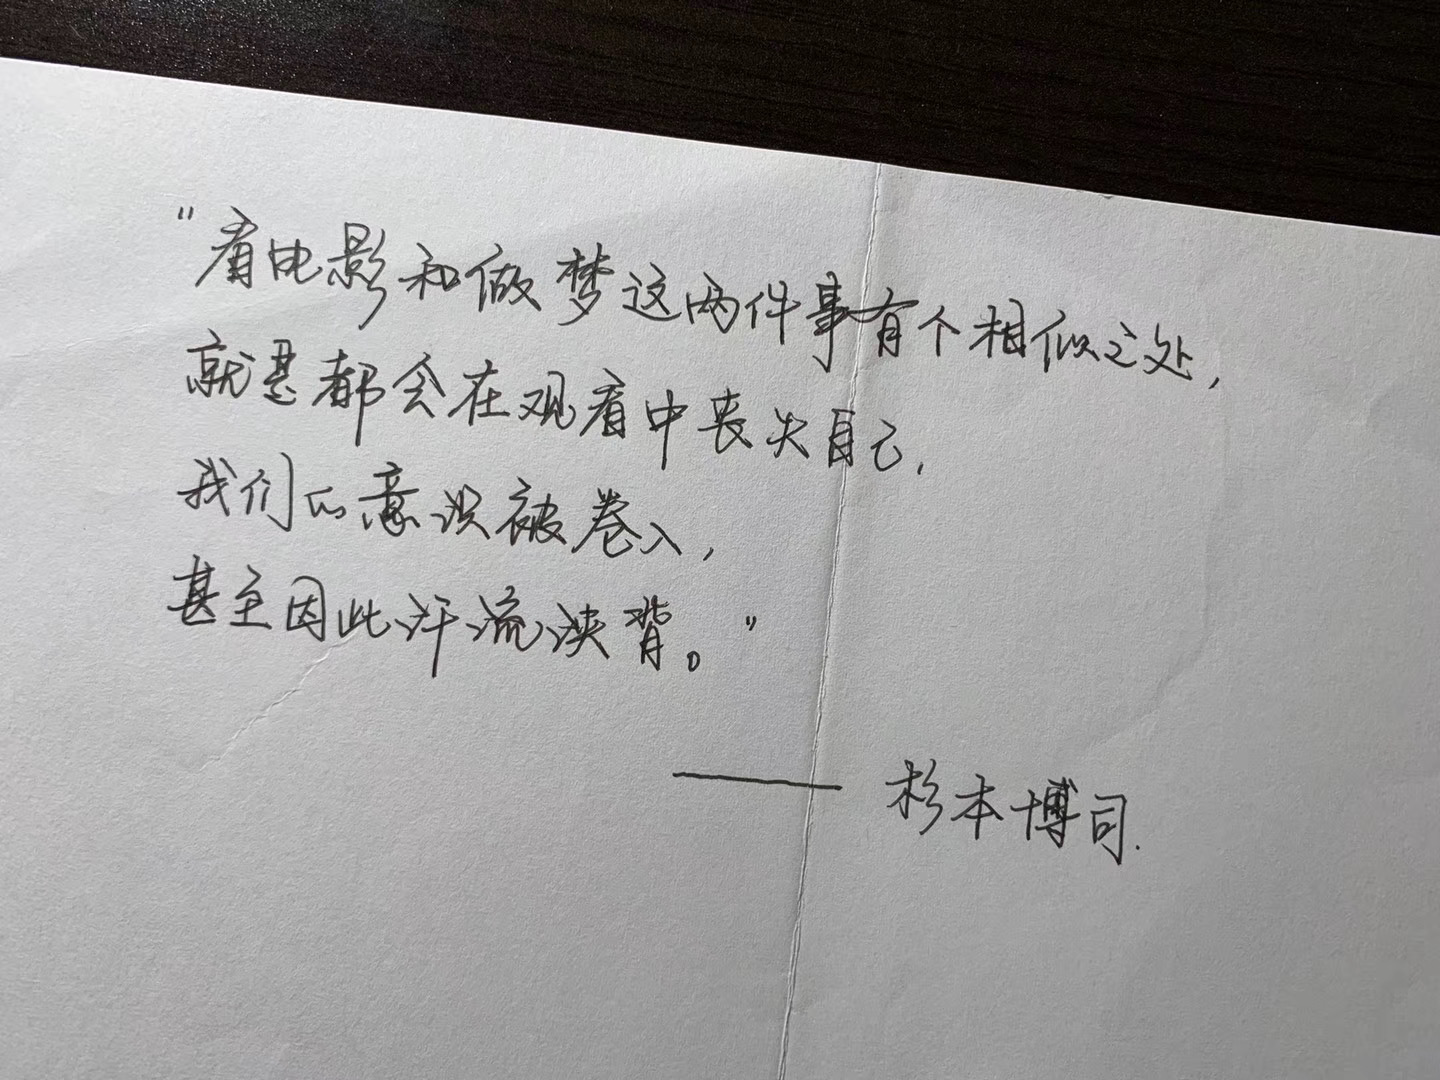 “看电影和做梦这两件事有个相似之处，
就是都会在观看中丧失自己，
我们的意识被卷入，
甚至因此汗流浃背。”
—— 杉本博司.